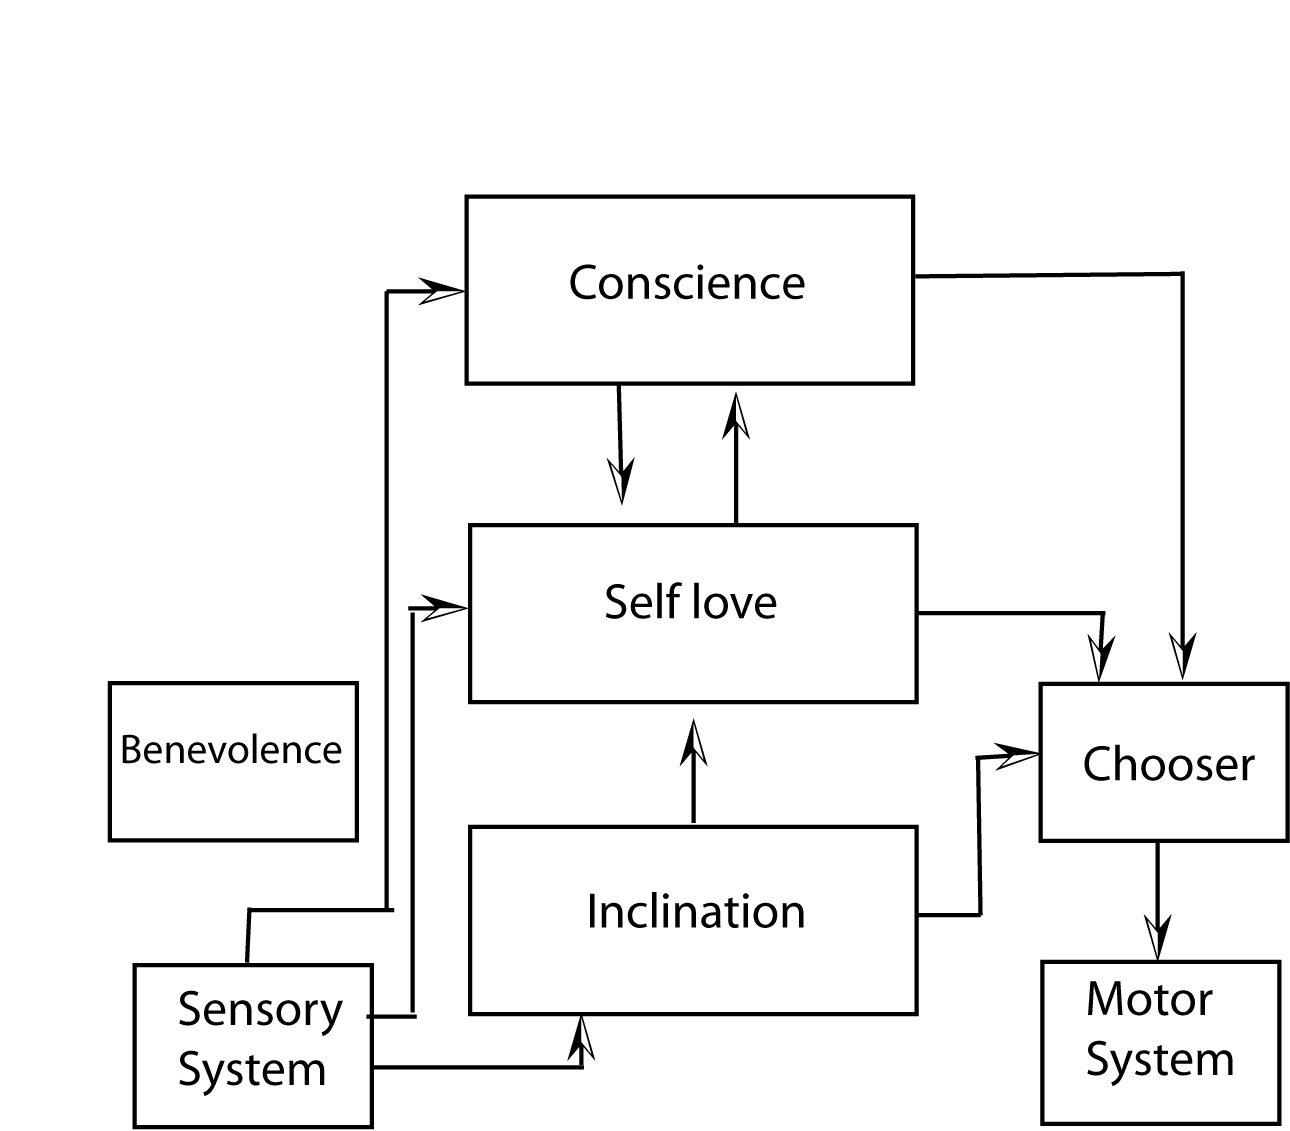 Conscience
Self love
Benevolence
Chooser
Inclination
Sensory
System
Motor
System